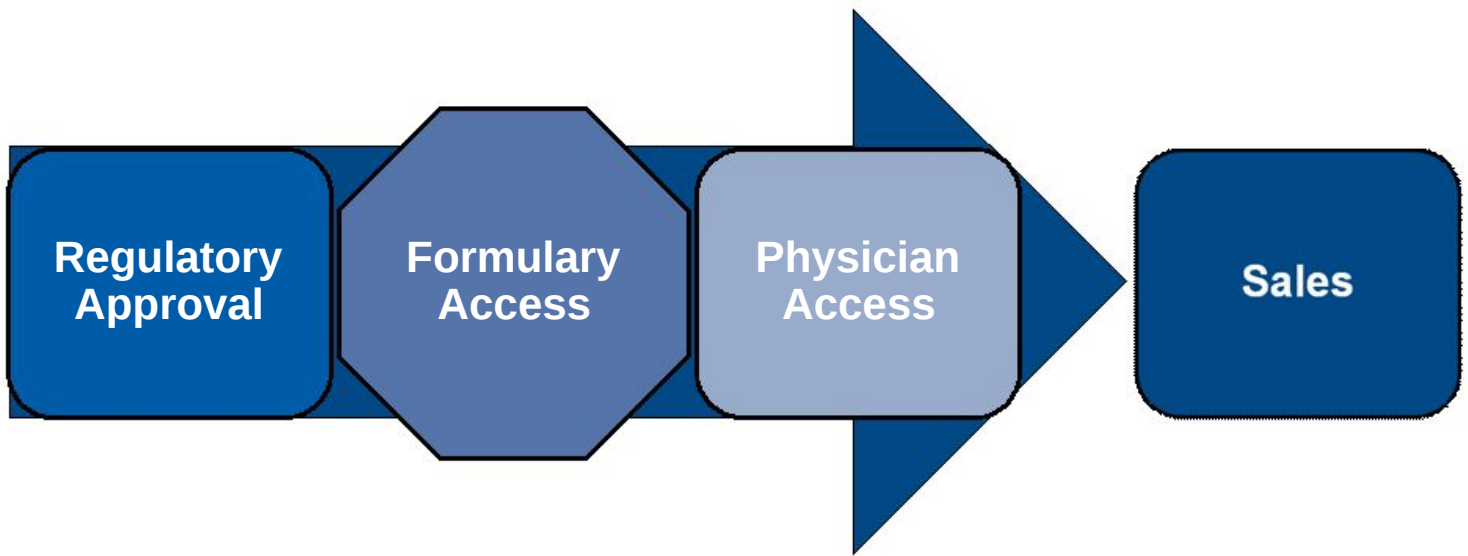 Regulatory
Approval
Formulary
Access
Physician
Access
Sales